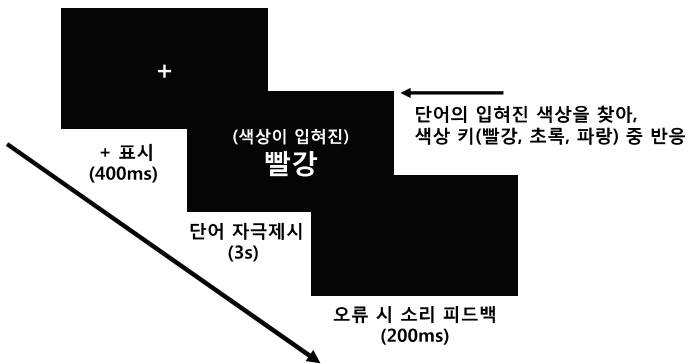 +
+ 표시
(400ms)
(색상이 입혀진)
빨강
단어 자극제시
(3s)
단어의 입혀진 색상을 찾아,
색상 키(빨강, 초록, 파랑) 중 반응
오류 시 소리 피드백
(200ms)